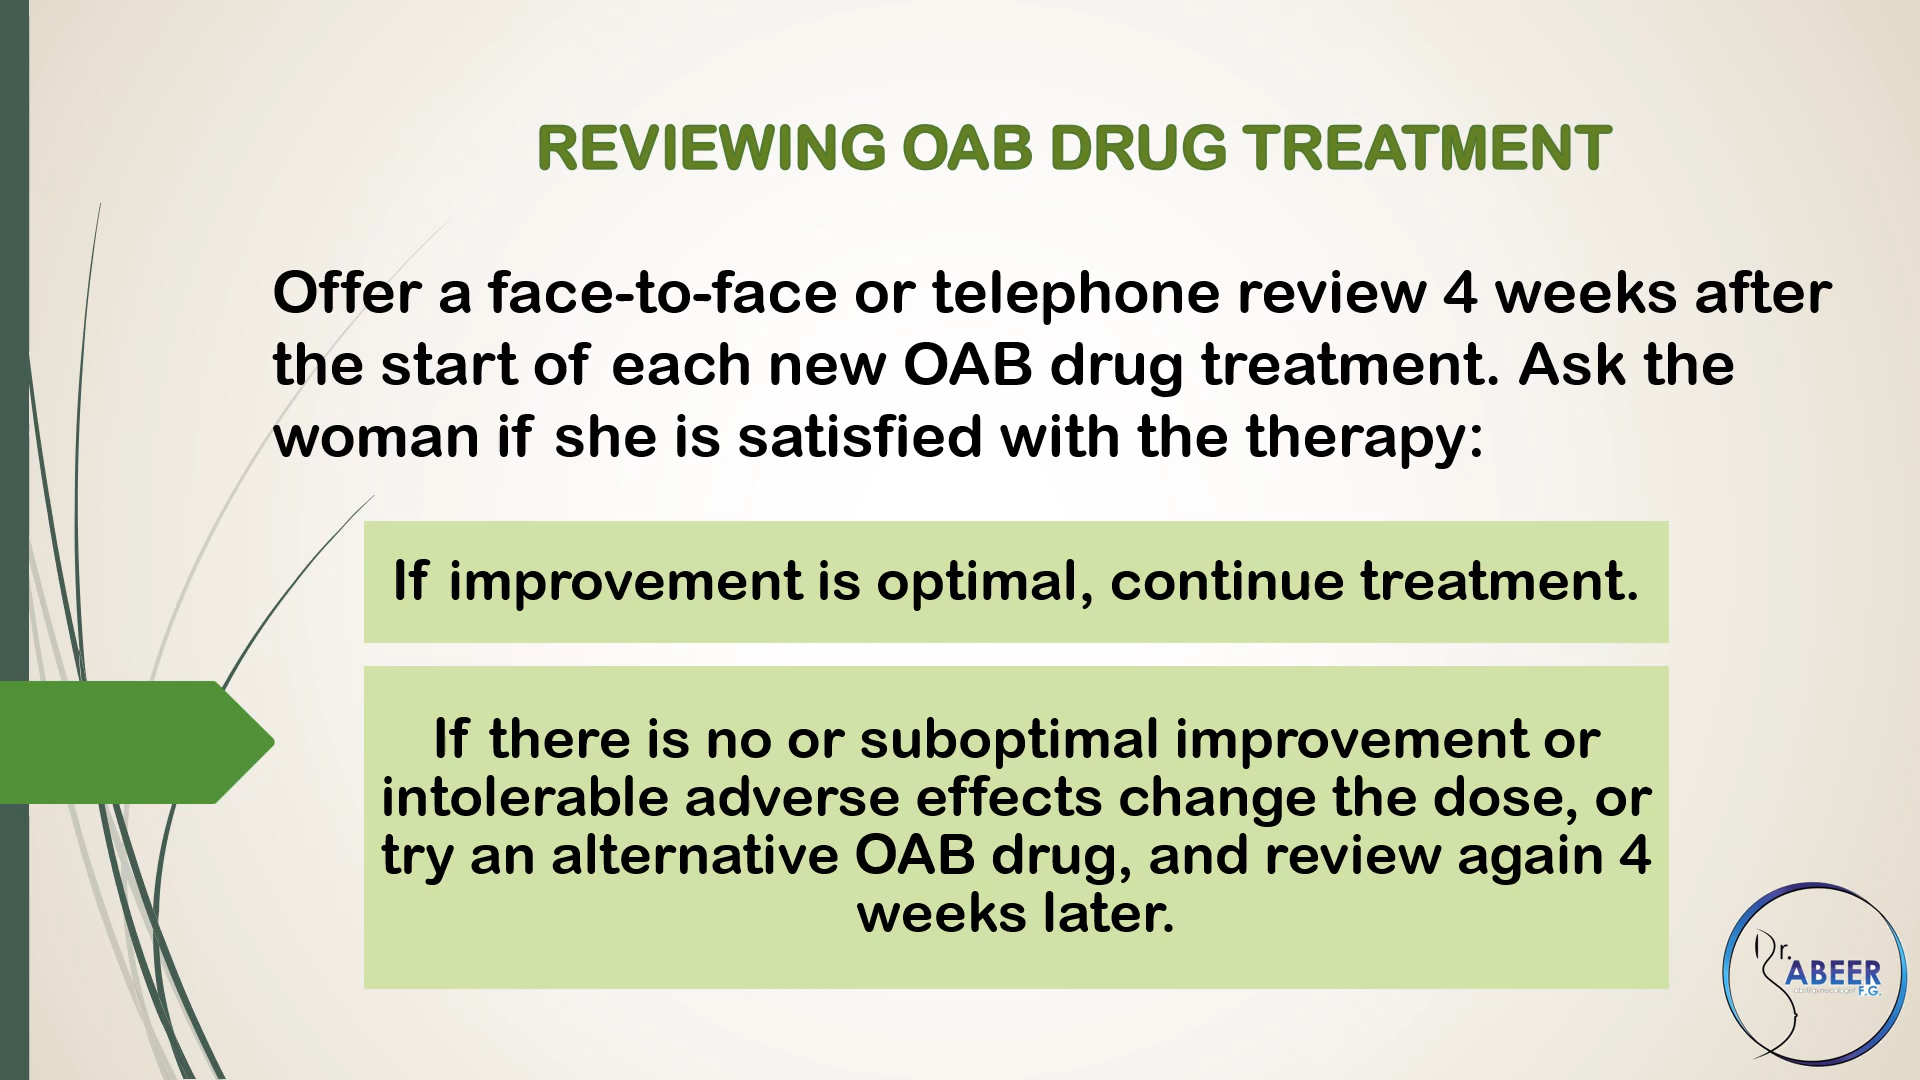 REVIEWING OAB DRUG TREATMENT
Offer a face-to-face or telephone review 4 weeks after
the start of each new OAB drug treatment. Ask the
woman if she is satisfied with the therapy:
If improvement is optimal, continue treatment.
If there is no or suboptimal improvement or
intolerable adverse effects change the dose, or
try an alternative OAB drug, and review again 4
weeks later.
Dr.
ABEER
F.G.